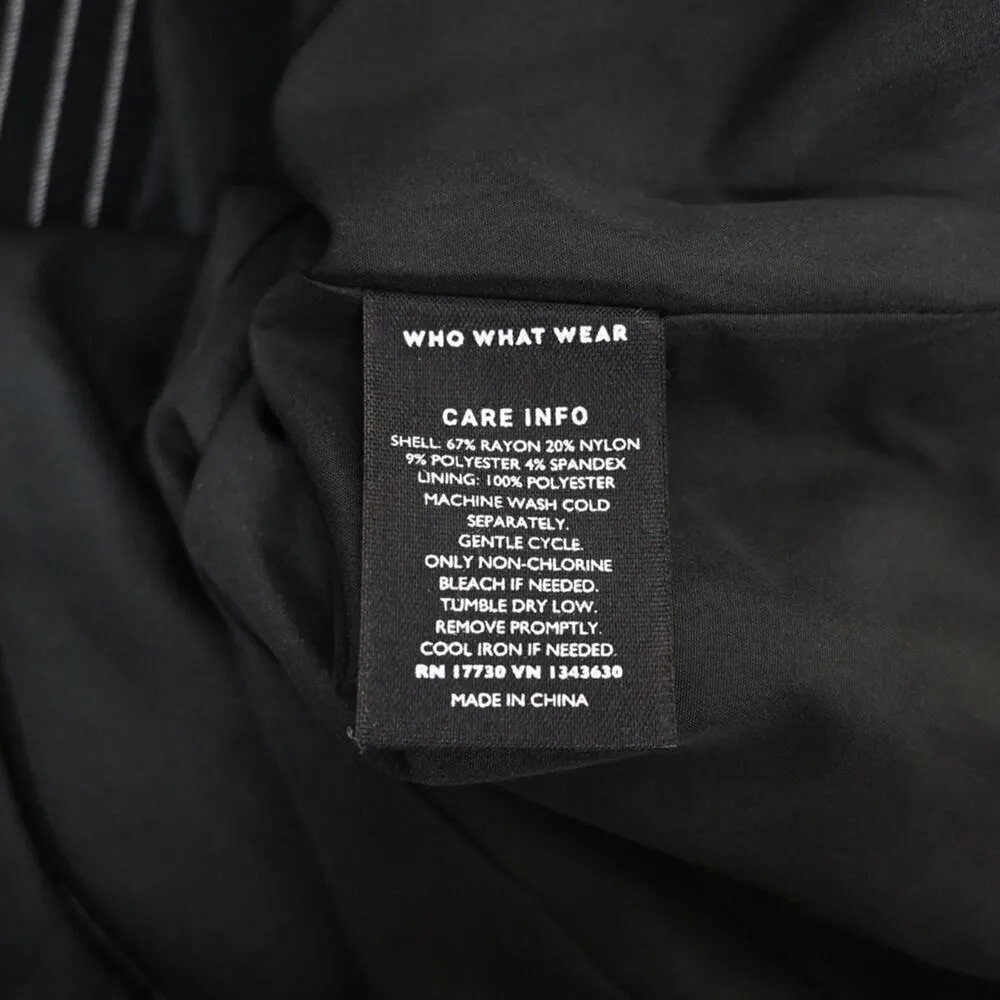 WHO WHAT WEAR
CARE INFO
SHELL: 67% RAYON 20% NYLON
9% POLYESTER 4% SPANDEX
LINING: 100% POLYESTER
MACHINE WASH COLD
SEPARATELY.
GENTLE CYCLE.
ONLY NON-CHLORINE
BLEACH IF NEEDED.
TUMBLE DRY LOW.
REMOVE PROMPTLY.
COOL IRON IF NEEDED.
RN 17730 VN 1343630
MADE IN CHINA